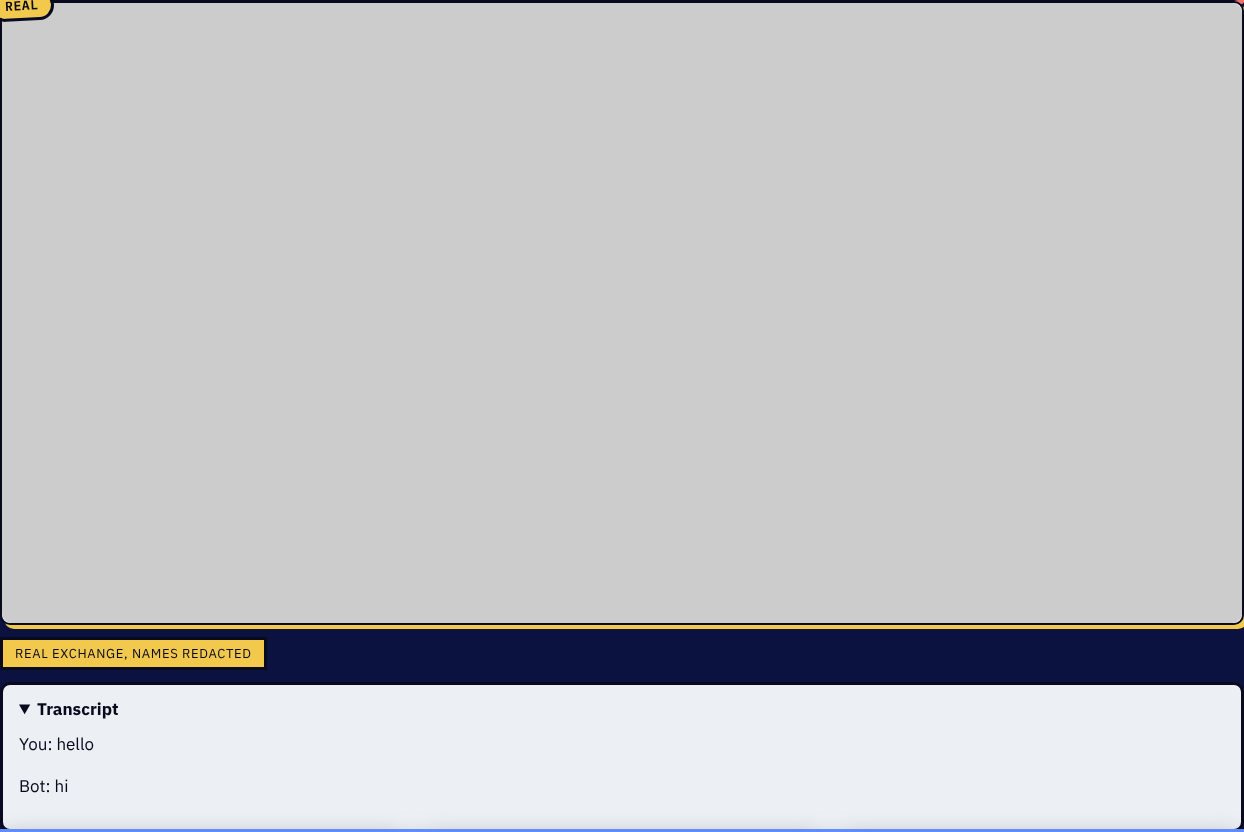 REAL
REAL EXCHANGE, NAMES REDACTED
Transcript
You: hello
Bot: hi